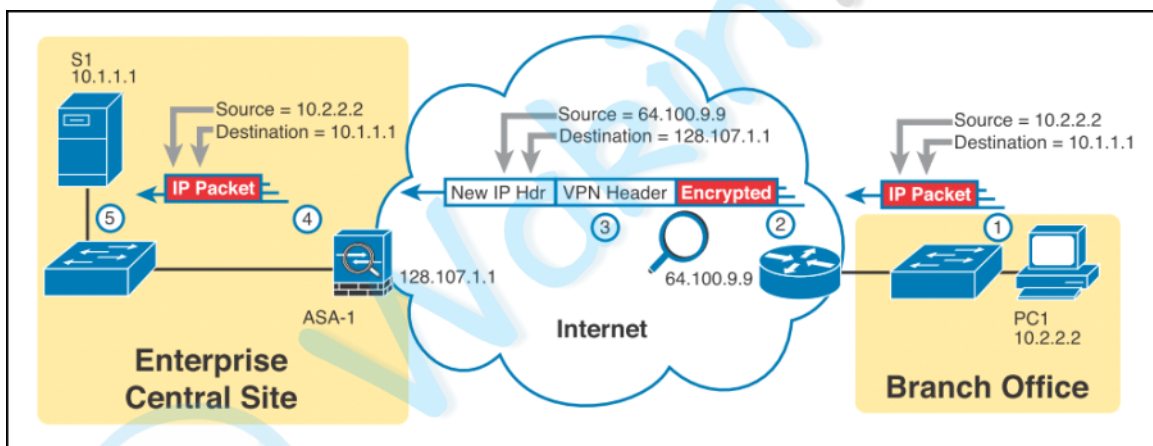 S1
10.1.1.1
Source = 10.2.2.2
Destination = 10.1.1.1
IP Packet
5
4
ASA-1
128.107.1.1
Enterprise
Central Site
Source = 64.100.9.9
Destination = 128.107.1.1
New IP Hdr
VPN Header
Encrypted
3
2
64.100.9.9
Internet
Source = 10.2.2.2
Destination = 10.1.1.1
IP Packet
1
PC1
10.2.2.2
Branch Office